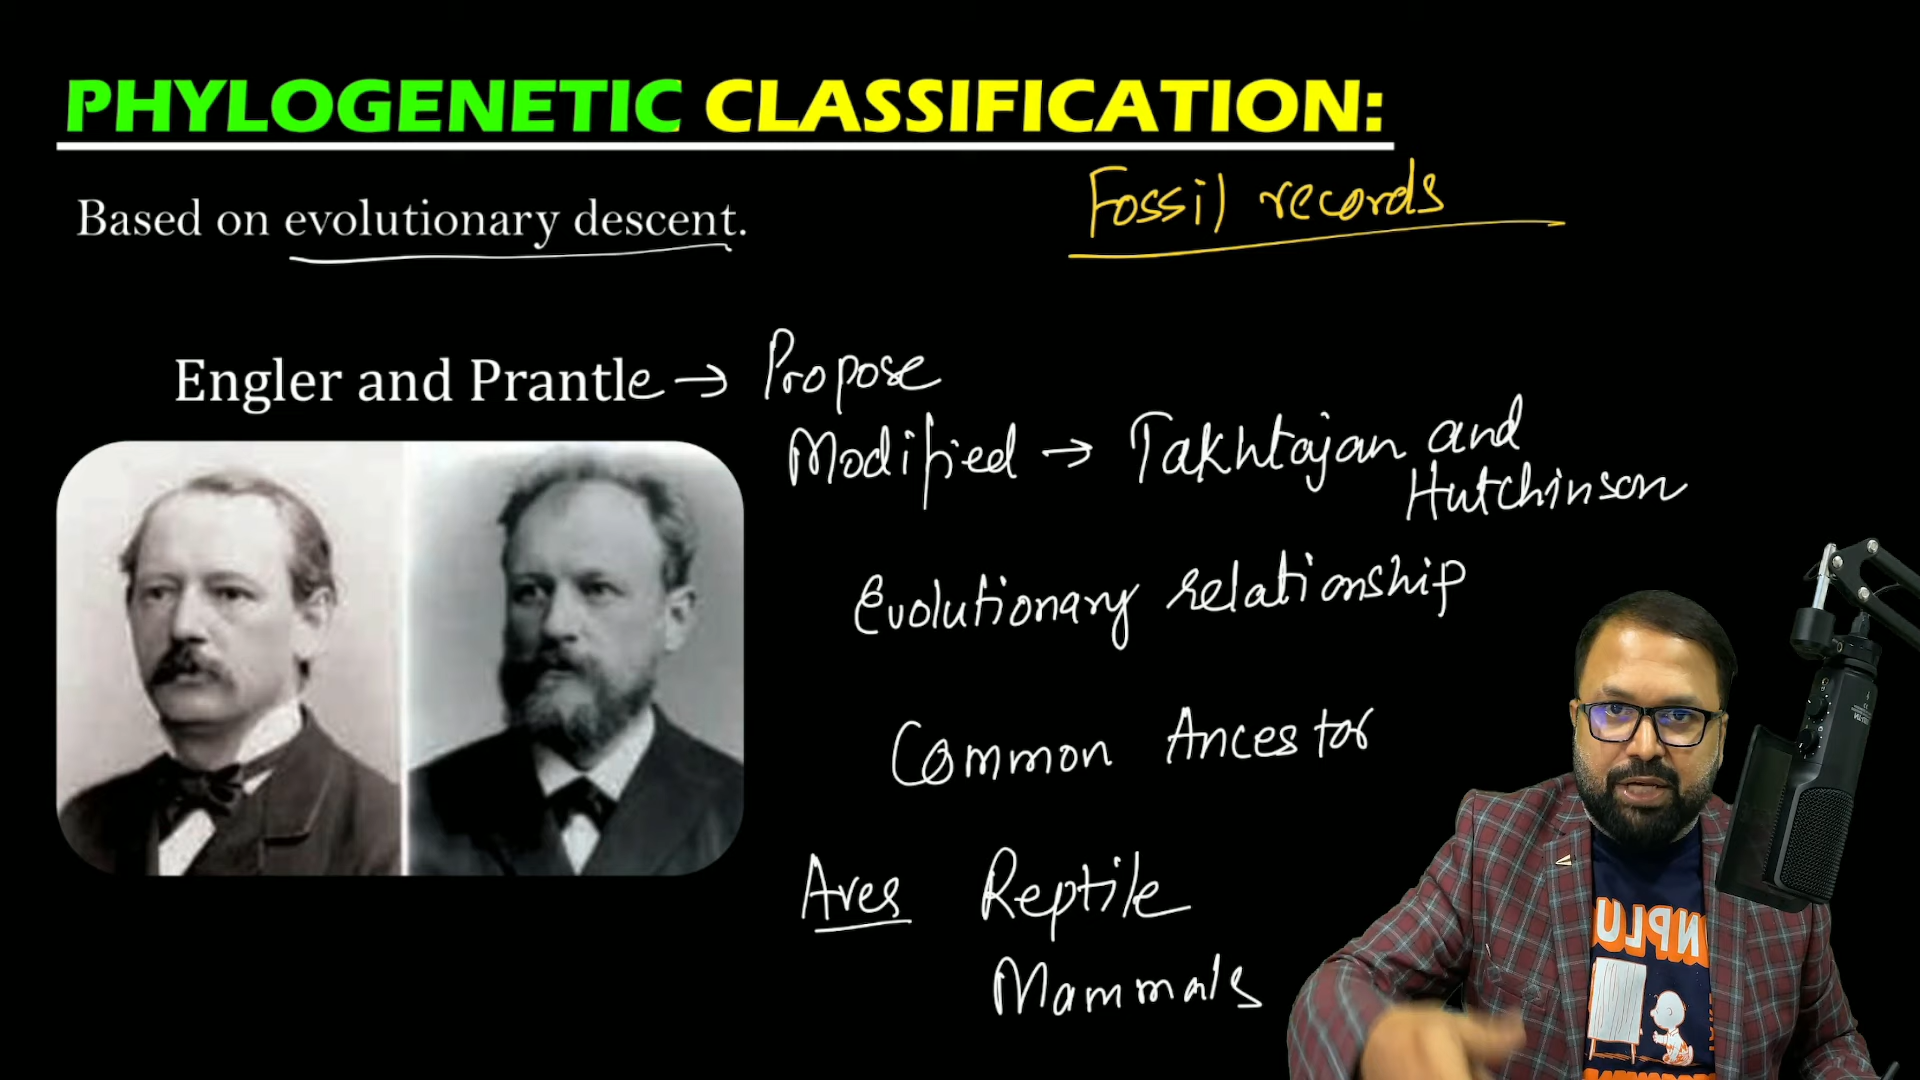 PHYLOGENETIC CLASSIFICATION:
Fossil records
Based on evolutionary descent.
Engler and Prantle → Propose
Modified → Takhtajan and
Hutchinson
Evolutionary relationship
Common Ancestor
Aves Reptile
Mammals